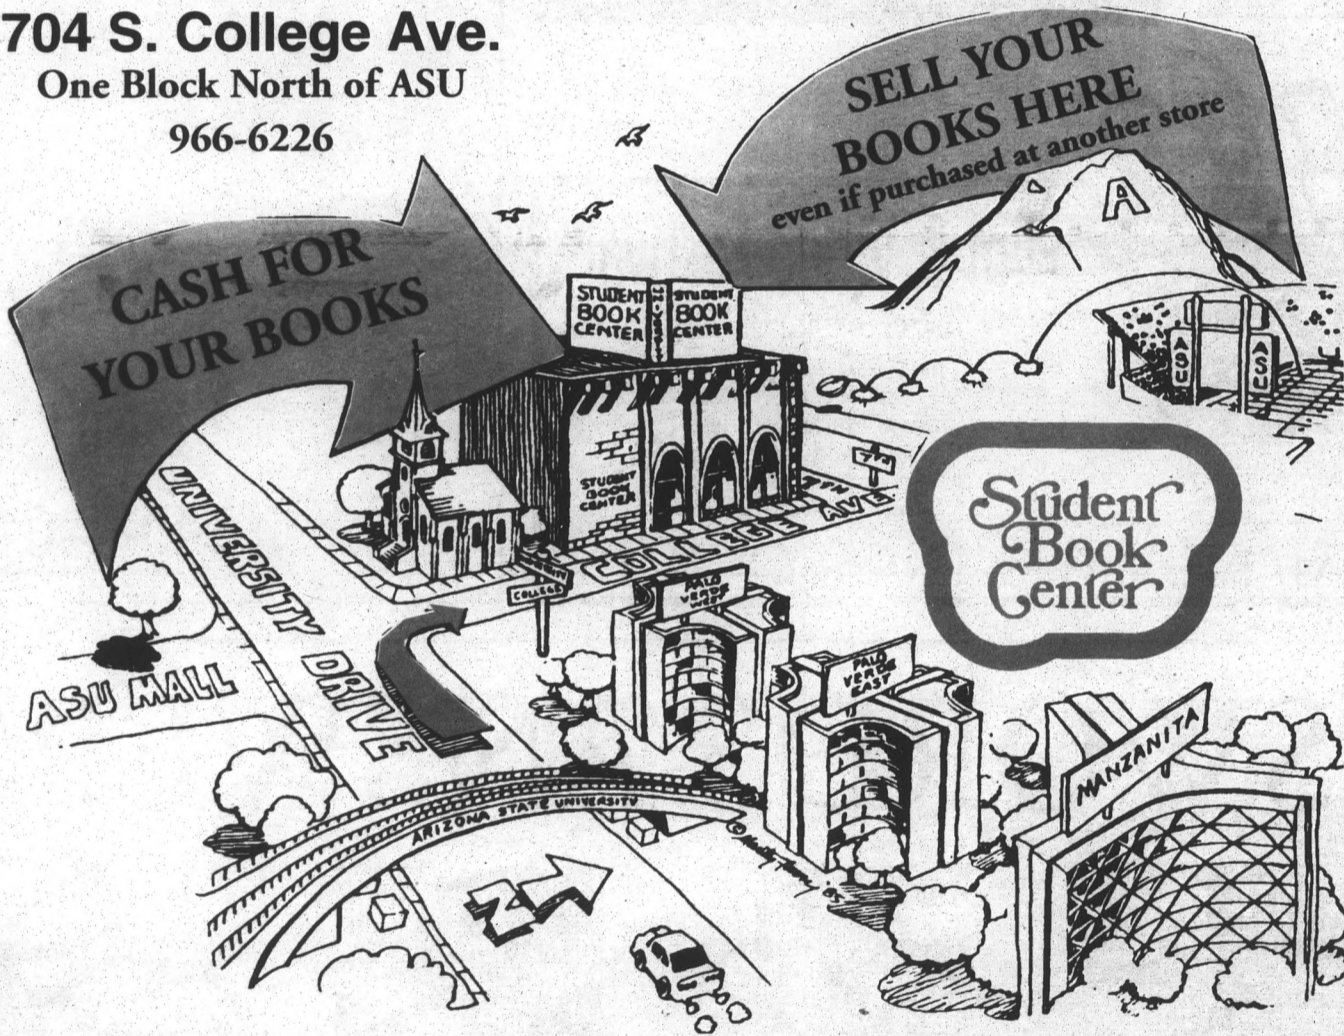 704 S. College Ave.
One Block North of ASU
966-6226
SELL YOUR
BOOKS HERE
even if purchased at another store
A
CASH FOR
YOUR BOOKS
STUDENT
BOOK
CENTER
STUDENT
BOOK
CENTER
ASU
ASU
7TH
STUDENT
BOOK
CENTER
7TH
COLLEGE AVE
UNIVERSITY DRIVE
COLLEGE
Student
Book
Center
PALO
VERDE
WEST
PALO
VERDE
EAST
ASU MALL
MANZANITA
ARIZONA STATE UNIVERSITY
N